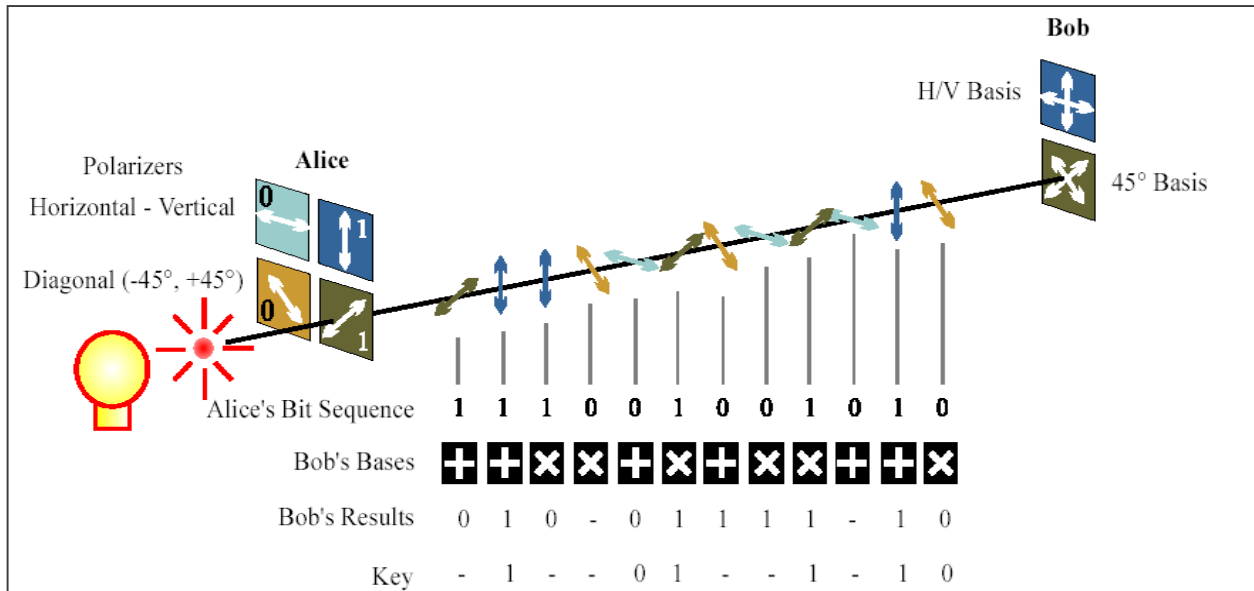 Bob
H/V Basis
Alice
Polarizers
45° Basis
0
Horizontal - Vertical
1
Diagonal (-45°, +45°)
0
1
Alice's Bit Sequence 1 1 1 0 0 1 0 0 1 0 1 0
Bob's Bases + + × × + × + × × + + ×
Bob's Results 0 1 0 - 0 1 1 1 1 - 1 0
Key - 1 - - 0 1 - - 1 - 1 0